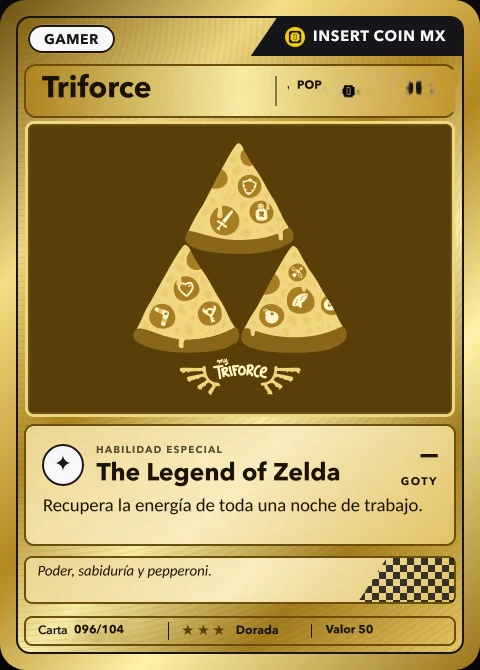 GAMER
INSERT COIN MX
Triforce
POP
my
TRIFORCE
HABILIDAD ESPECIAL
The Legend of Zelda
GOTY
Recupera la energía de toda una noche de trabajo.
Poder, sabiduría y pepperoni.
Carta 096/104
★★★ Dorada
Valor 50